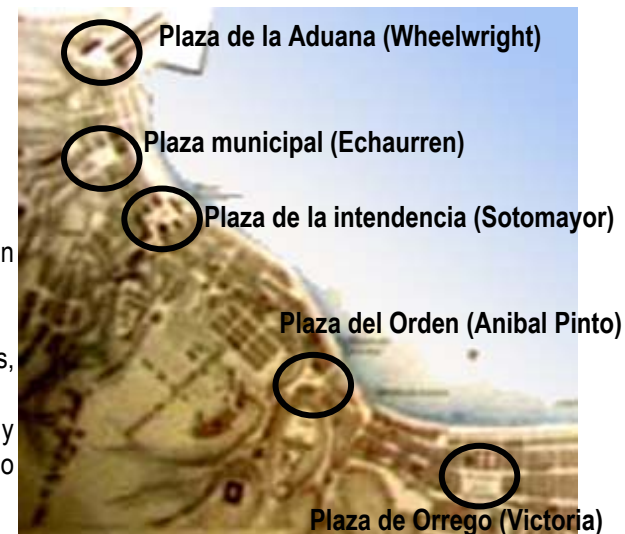 Plaza de la Aduana (Wheelwright)
Plaza municipal (Echaurren)
Plaza de la intendencia (Sotomayor)
n
Plaza del Orden (Anibal Pinto)
s,
y
o
Plaza de Orrego (Victoria)